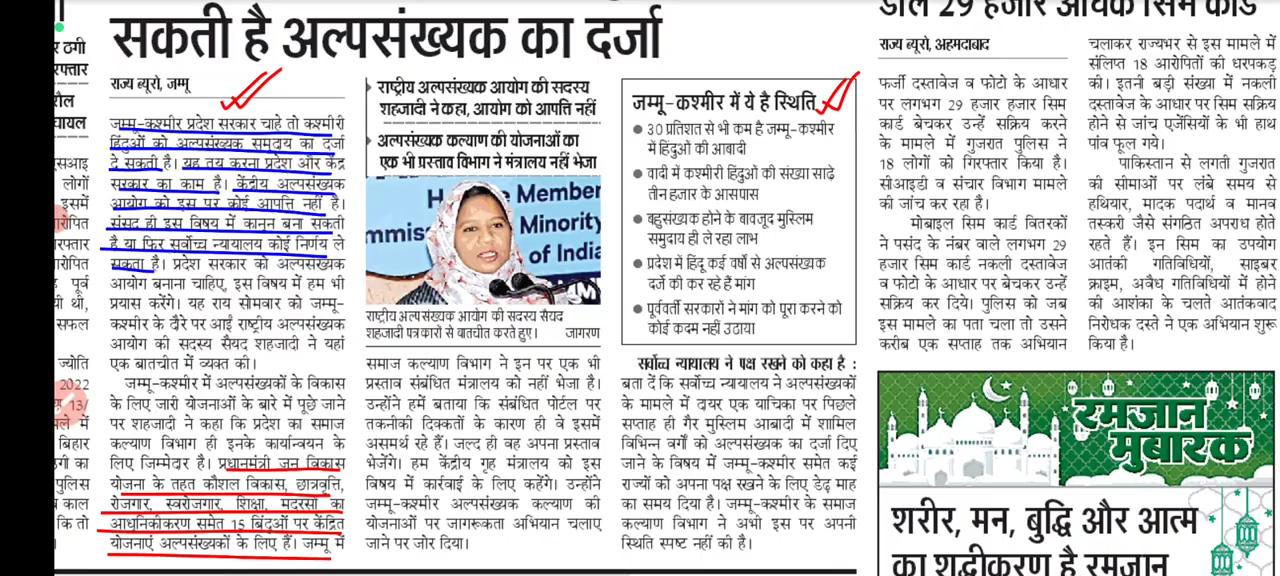 सकती है अल्पसंख्यक का दर्जा
राज्य ब्यूरो, जम्मू
जम्मू-कश्मीर प्रदेश सरकार चाहे तो कश्मीरी
हिंदुओं को अल्पसंख्यक समुदाय का दर्जा
दे सकती है। यह तय करना प्रदेश और केंद्र
सरकार का काम है। केंद्रीय अल्पसंख्यक
आयोग को इस पर कोई आपत्ति नहीं है।
संसद ही इस विषय में कानून बना सकती
है या फिर सर्वोच्च न्यायालय कोई निर्णय ले
सकता है। प्रदेश सरकार को अल्पसंख्यक
आयोग बनाना चाहिए, इस विषय में हम भी
प्रयास करेंगे। यह राय सोमवार को जम्मू-
कश्मीर के दौरे पर आईं राष्ट्रीय अल्पसंख्यक
आयोग की सदस्य सैयद शहजादी ने यहां
एक बातचीत में व्यक्त की।
जम्मू-कश्मीर में अल्पसंख्यकों के विकास
के लिए जारी योजनाओं के बारे में पूछे जाने
पर शहजादी ने कहा कि प्रदेश का समाज
कल्याण विभाग ही इनके कार्यान्वयन के
लिए जिम्मेदार है। प्रधानमंत्री जन विकास
योजना के तहत कौशल विकास, छात्रवृत्ति,
रोजगार, स्वरोजगार, शिक्षा, मदरसों का
आधुनिकीकरण समेत 15 बिंदुओं पर केंद्रित
योजनाएं अल्पसंख्यकों के लिए हैं। जम्मू में
राष्ट्रीय अल्पसंख्यक आयोग की सदस्य
शहजादी ने कहा, आयोग को आपत्ति नहीं
अल्पसंख्यक कल्याण की योजनाओं का
एक भी प्रस्ताव विभाग ने मंत्रालय नहीं भेजा
Member
Minority
of India
राष्ट्रीय अल्पसंख्यक आयोग की सदस्य सैयद
शहजादी पत्रकारों से बातचीत करते हुए। जागरण
समाज कल्याण विभाग ने इन पर एक भी
प्रस्ताव संबंधित मंत्रालय को नहीं भेजा है।
उन्होंने हमें बताया कि संबंधित पोर्टल पर
तकनीकी दिक्कतों के कारण ही वे इसमें
असमर्थ रहे हैं। जल्द ही वह अपना प्रस्ताव
भेजेंगे। हम केंद्रीय गृह मंत्रालय को इस
विषय में कार्रवाई के लिए कहेंगे। उन्होंने
जम्मू-कश्मीर अल्पसंख्यक कल्याण की
योजनाओं पर जागरूकता अभियान चलाए
जाने पर जोर दिया।
जम्मू-कश्मीर में ये है स्थिति
30 प्रतिशत से भी कम है जम्मू-कश्मीर
में हिंदुओं की आबादी
वादी में कश्मीरी हिंदुओं की संख्या साढे
तीन हजार के आसपास
बहुसंख्यक होने के बावजूद मुस्लिम
समुदाय ही ले रहा लाभ
प्रदेश में हिंदू कई वर्षों से अल्पसंख्यक
दर्जे की कर रहे हैं मांग
पूर्ववर्ती सरकारों ने मांग को पूरा करने को
कोई कदम नहीं उठाया
सर्वोच्च न्यायालय ने पक्ष रखने को कहा है :
बता दें कि सर्वोच्च न्यायालय ने अल्पसंख्यकों
के मामले में दायर एक याचिका पर पिछले
सप्ताह ही गैर मुस्लिम आबादी में शामिल
विभिन्न वर्गों को अल्पसंख्यक का दर्जा दिए
जाने के विषय में जम्मू-कश्मीर समेत कई
राज्यों को अपना पक्ष रखने के लिए डेढ़ माह
का समय दिया है। जम्मू-कश्मीर के समाज
कल्याण विभाग ने अभी इस पर अपनी
स्थिति स्पष्ट नहीं की है।
राज्य ब्यूरो, अहमदाबाद
फर्जी दस्तावेज व फोटो के आधार
पर लगभग 29 हजार हजार सिम
कार्ड बेचकर उन्हें सक्रिय करने
के मामले में गुजरात पुलिस ने
18 लोगों को गिरफ्तार किया है।
सीआइडी व संचार विभाग मामले
की जांच कर रहा है।
मोबाइल सिम कार्ड वितरकों
ने पसंद के नंबर वाले लगभग 29
हजार सिम कार्ड नकली दस्तावेज
व फोटो के आधार पर बेचकर उन्हें
सक्रिय कर दिये। पुलिस को जब
इस मामले का पता चला तो उसने
करीब एक सप्ताह तक अभियान
चलाकर राज्यभर से इस मामले में
संलिप्त 18 आरोपितों की धरपकड़
की। इतनी बड़ी संख्या में नकली
दस्तावेज के आधार पर सिम सक्रिय
होने से जांच एजेंसियों के भी हाथ
पांव फूल गये।
पाकिस्तान से लगती गुजरात
की सीमाओं पर लंबे समय से
हथियार, मादक पदार्थ व मानव
तस्करी जैसे संगठित अपराध होते
रहते हैं। इन सिम का उपयोग
आतंकी गतिविधियों, साइबर
क्राइम, अवैध गतिविधियों में होने
की आशंका के चलते आतंकवाद
निरोधक दस्ते ने एक अभियान शुरू
किया है।
रमजान
मुबारक
शरीर, मन, बुद्धि और आत्म
का शुद्धीकरण है रमजान